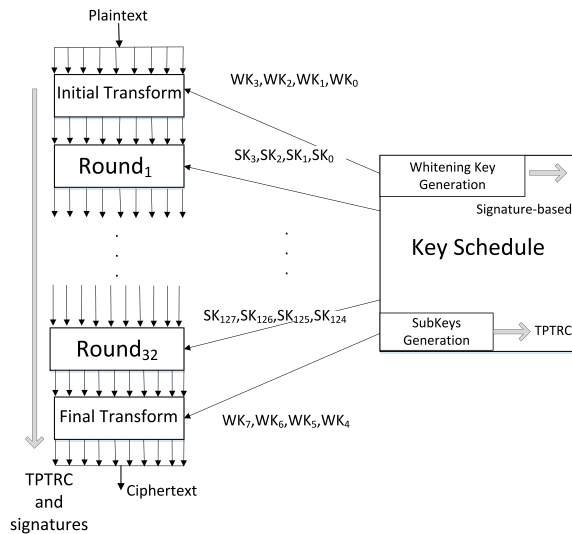 Plaintext
Initial Transform
WK3,WK2,WK1,WK0
Round1
SK3,SK2,SK1,SK0
Whitening Key
Generation
Signature-based
Key Schedule
.
.
.
.
.
.
SK127,SK126,SK125,SK124
SubKeys
Generation
TPTRC
Round32
Final Transform
WK7,WK6,WK5,WK4
TPTRC
and
signatures
Ciphertext